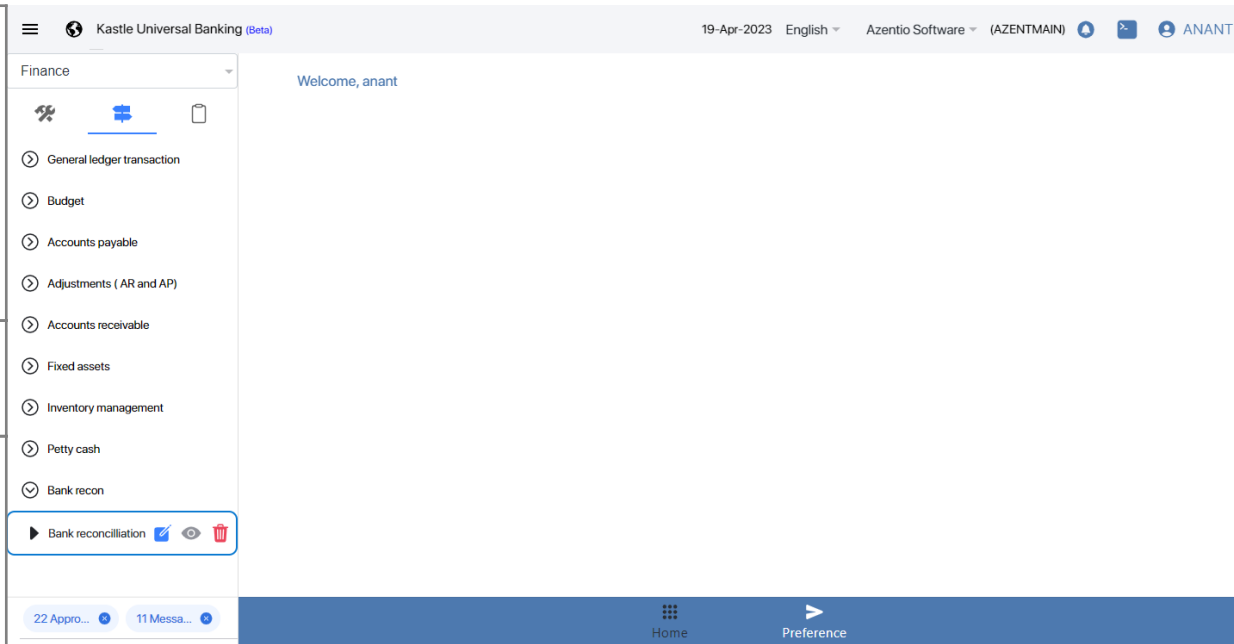 Kastle Universal Banking (Beta)
19-Apr-2023 English Azentio Software (AZENTMAIN) ANANT
Finance
Welcome, anant
General ledger transaction
Budget
Accounts payable
Adjustments ( AR and AP)
Accounts receivable
Fixed assets
Inventory management
Petty cash
Bank recon
Bank reconcilliation
22 Appro... 11 Messa...
Home Preference